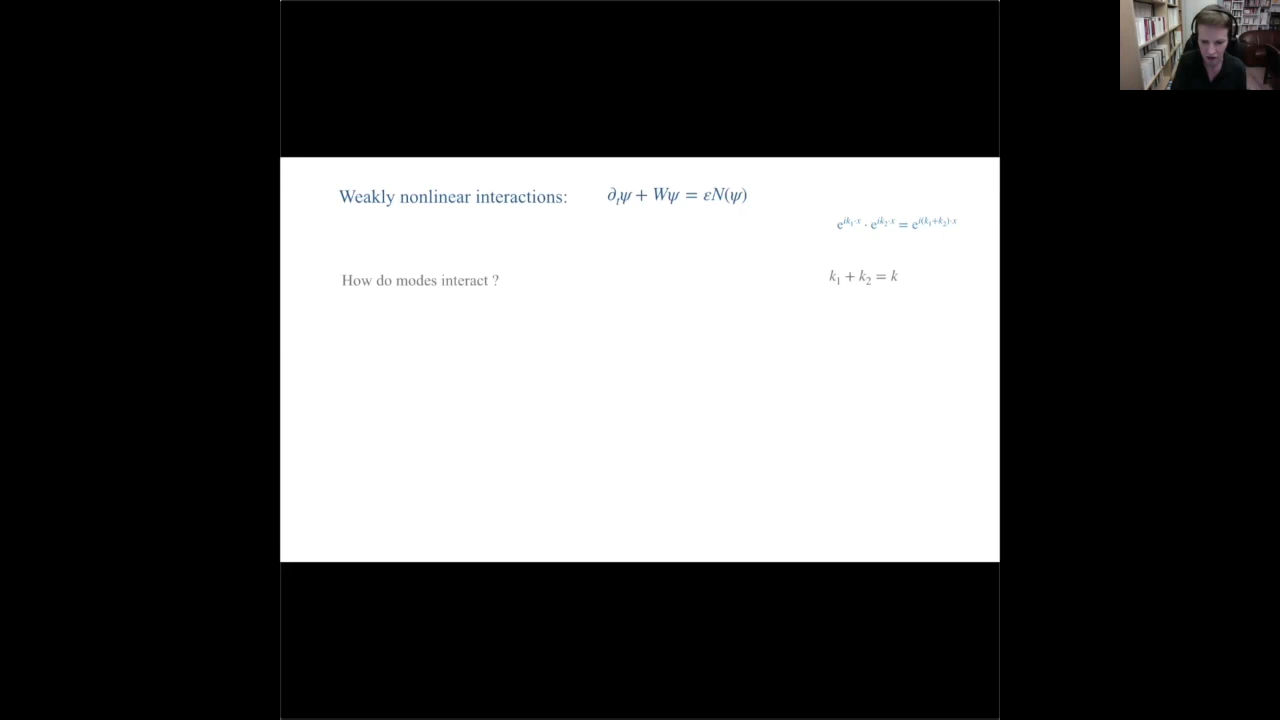 Weakly nonlinear interactions: ∂ₜψ + Wψ = εN(ψ)
e^{ik₁·x} · e^{ik₂·x} = e^{i(k₁+k₂)·x}
How do modes interact ? k₁ + k₂ = k